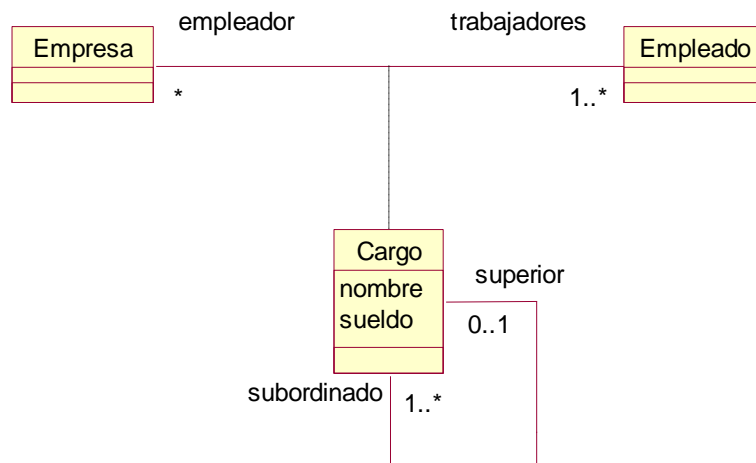 empleador
trabajadores
Empresa
Empleado
*
1..*
Cargo
nombre
sueldo
superior
0..1
subordinado
1..*